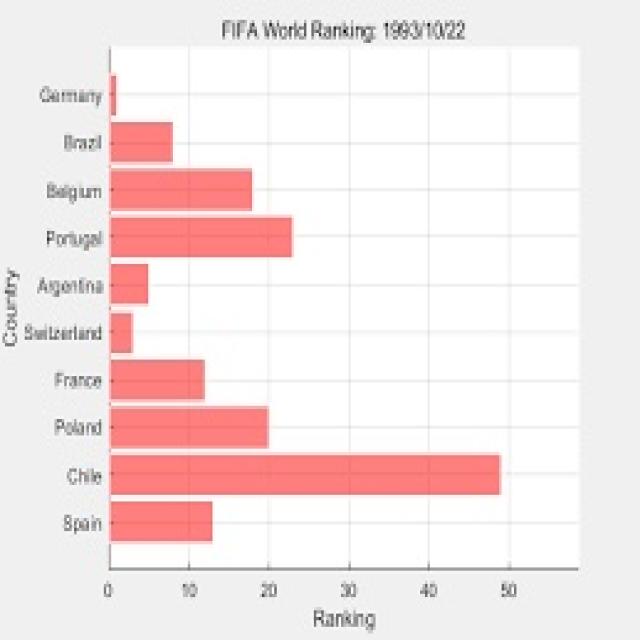 FIFA World Ranking: 1993/10/22
Germany
Brazil
Belgium
Portugal
Argentina
Switzerland
France
Poland
Chile
Spain
Country
0 10 20 30 40 50
Ranking